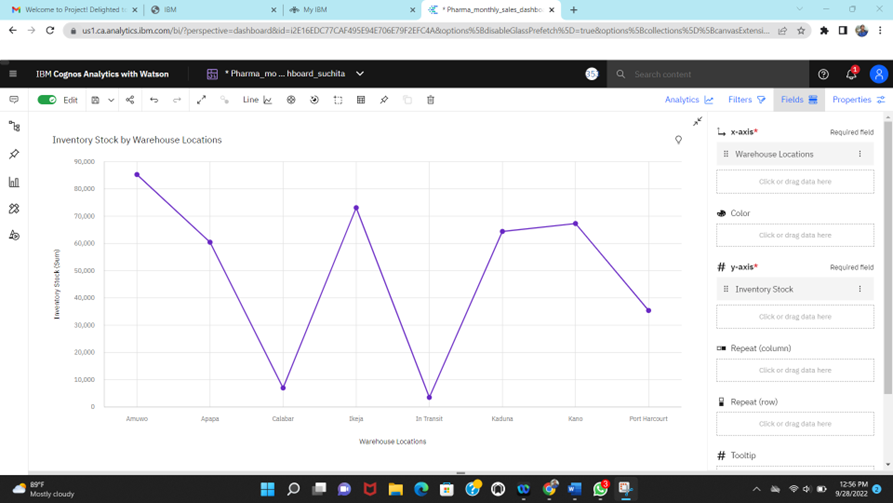 Welcome to Project! Delighted to
IBM
My IBM
* Pharma_monthly_sales_dashbo
us1.ca.analytics.ibm.com/bi/?perspective=dashboard&id=i2E16EDC77CAF495E94E706E79F2EFC4A&options%5BdisableGlassPrefetch%5D=true&options%5Bcollections%5D%5BcanvasExtensi...
IBM Cognos Analytics with Watson
* Pharma_mo ... hboard_suchita
Search content
1
Edit
Line
Analytics
Filters
Fields
Properties
Inventory Stock by Warehouse Locations
90,000
80,000
70,000
60,000
50,000
40,000
30,000
20,000
10,000
0
Inventory Stock (Sum)
Amuwo
Apapa
Calabar
Ikeja
In Transit
Kaduna
Kano
Port Harcourt
Warehouse Locations
x-axis*
Required field
Warehouse Locations
Click or drag data here
Color
Click or drag data here
y-axis*
Required field
Inventory Stock
Click or drag data here
Repeat (column)
Click or drag data here
Repeat (row)
Click or drag data here
Tooltip
89°F
Mostly cloudy
3
12:56 PM
9/28/2022
2